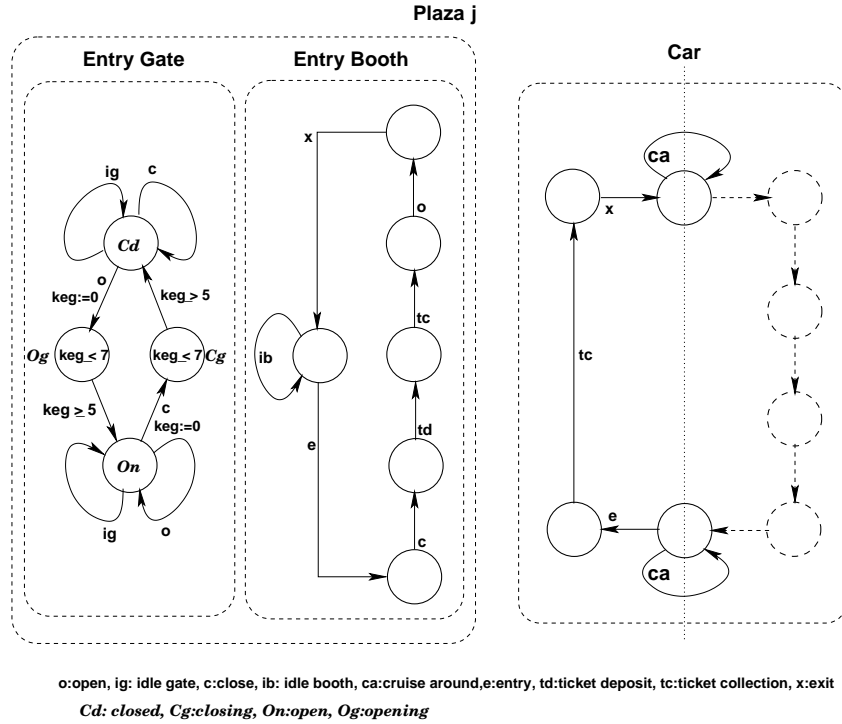 Plaza j
Entry Gate
Entry Booth
Car
ig
c
Cd
o
keg:=0
keg ≥ 5
Og
keg ≤ 7
keg ≤ 7
Cg
keg ≥ 5
c
keg:=0
On
ig
o
x
o
tc
ib
td
e
c
ca
x
tc
e
ca
o:open, ig: idle gate, c:close, ib: idle booth, ca:cruise around,e:entry, td:ticket deposit, tc:ticket collection, x:exit
Cd: closed, Cg:closing, On:open, Og:opening